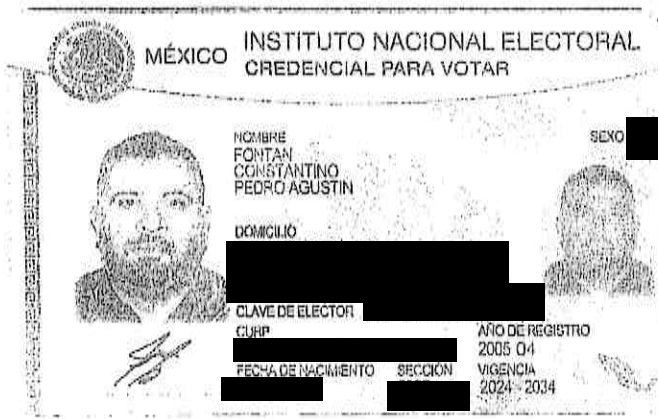 MÉXICO
INSTITUTO NACIONAL ELECTORAL
CREDENCIAL PARA VOTAR
NOMBRE
FONTAN
CONSTANTINO
PEDRO AGUSTIN
SEXO
DOMICILIO
CLAVE DE ELECTOR
CURP
AÑO DE REGISTRO
2005 04
FECHA DE NACIMIENTO
SECCIÓN
VIGENCIA
2024 - 2034